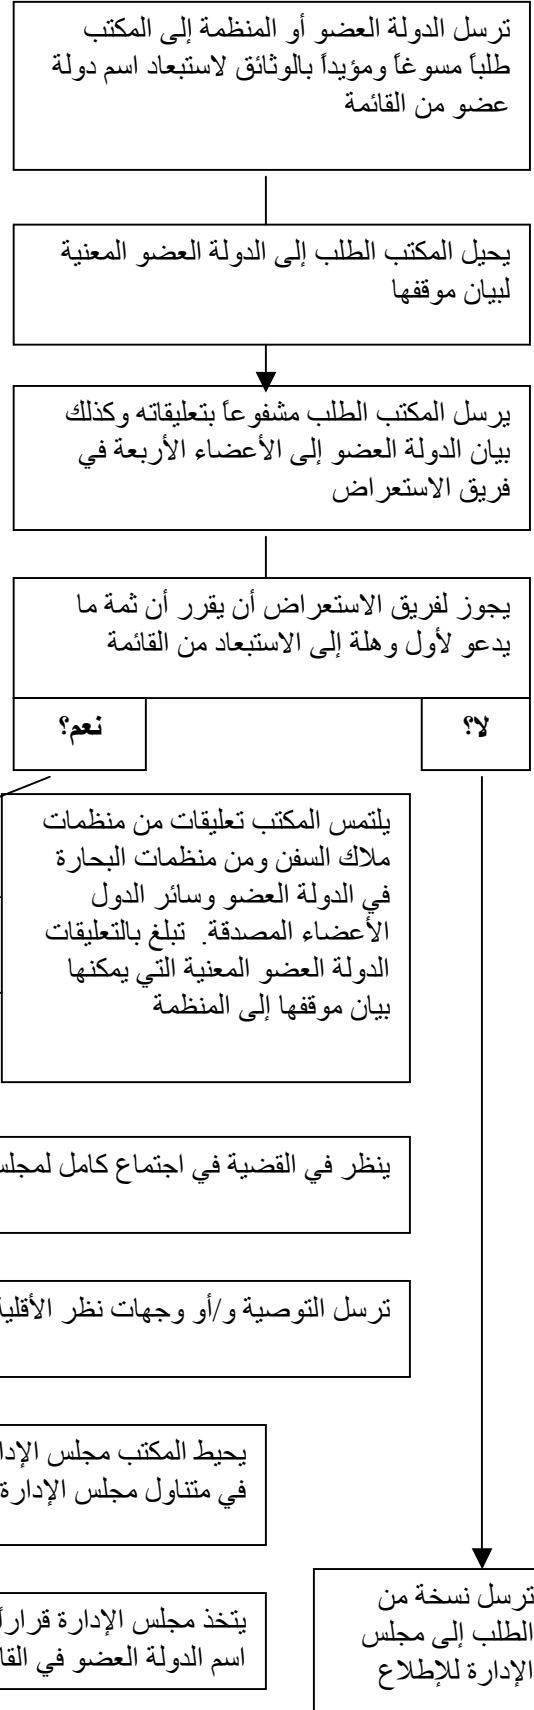 ترسل الدولة العضو أو المنظمة إلى المكتب
طلباً مسوغاً ومؤيداً بالوثائق لاستبعاد اسم دولة
عضو من القائمة
يحيل المكتب الطلب إلى الدولة العضو المعنية
لبيان موقفها
يرسل المكتب الطلب مشفوعاً بتعليقاته وكذلك
بيان الدولة العضو إلى الأعضاء الأربعة في
فريق الاستعراض
يجوز لفريق الاستعراض أن يقرر أن ثمة ما
يدعو لأول وهلة إلى الاستبعاد من القائمة
لا؟
نعم؟
يلتمس المكتب تعليقات من منظمات
ملاك السفن ومن منظمات البحارة
في الدولة العضو وسائر الدول
الأعضاء المصدقة. تبلغ بالتعليقات
الدولة العضو المعنية التي يمكنها
بيان موقفها إلى المنظمة
ينظر في القضية في اجتماع كامل
ترسل التوصية و/أو وجهات نظر الأقلية
يحيط المكتب مجلس
في متناول مجلس الإدارة
يتخذ مجلس الإدارة قراراً
اسم الدولة العضو في
ترسل نسخة من
الطلب إلى مجلس
الإدارة للإطلاع